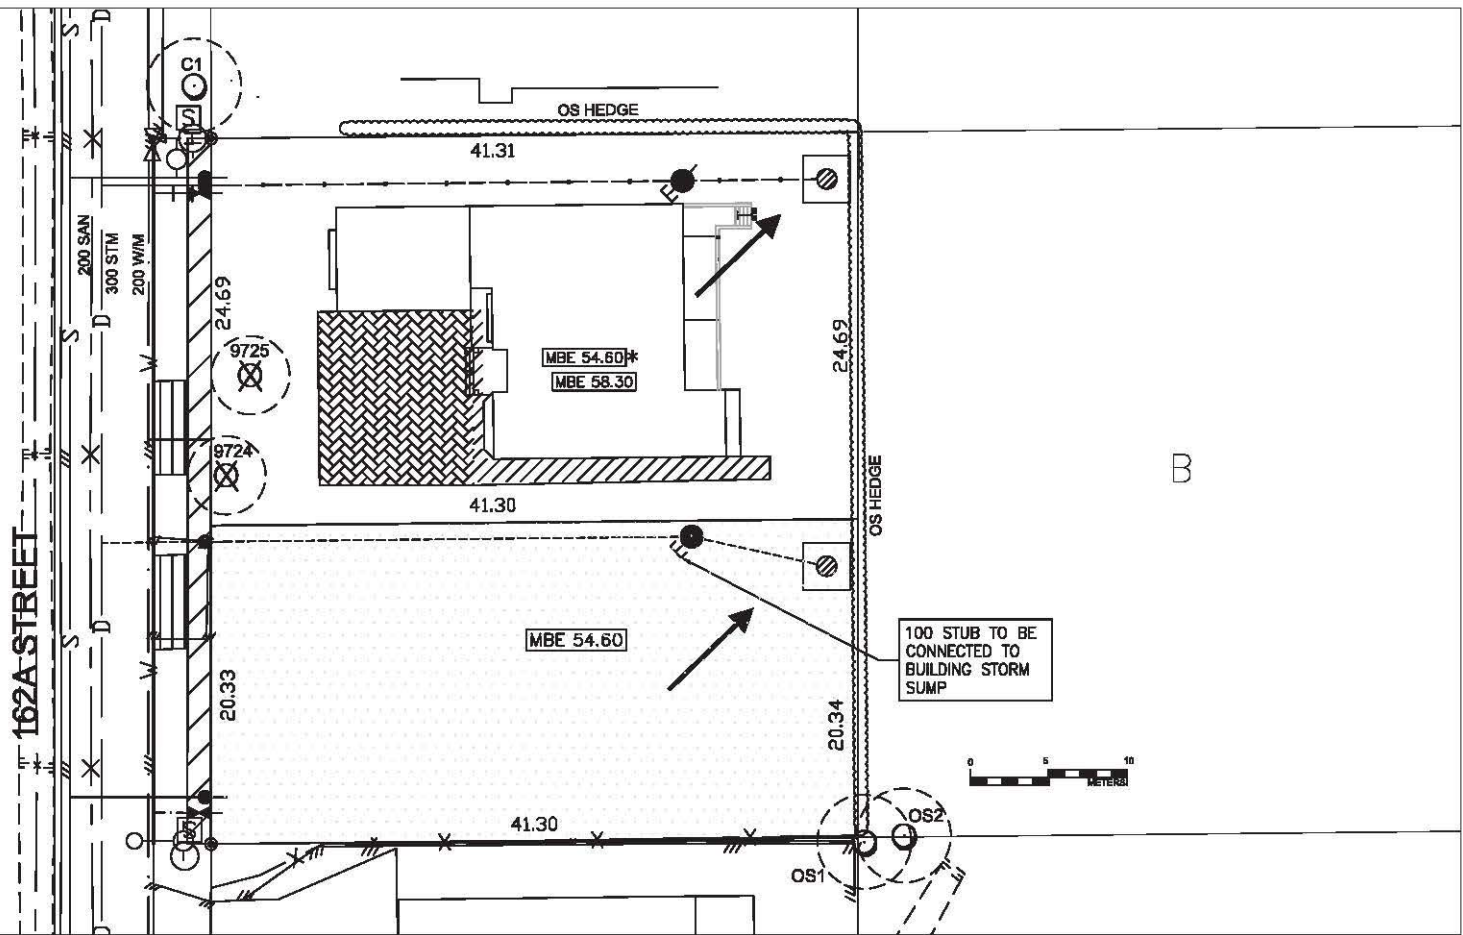 S
D
C1
S
OS HEDGE
41.31
200 SAN
300 STM
200 W/M
24.69
24.69
S
D
W
9725
MBE 54.60*
MBE 58.30
9724
41.30
OS HEDGE
B
162A STREET
MBE 54.60
100 STUB TO BE
CONNECTED TO
BUILDING STORM
SUMP
S
D
W
20.33
20.34
0 5 10
METERS
S
41.30
OS2
OS1
D